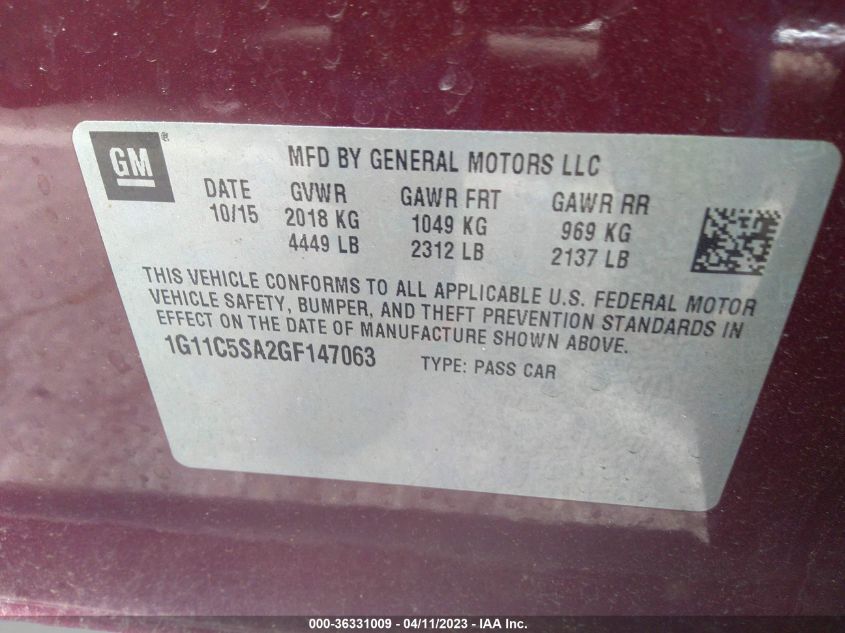 GM®
MFD BY GENERAL MOTORS LLC
DATE GVWR GAWR FRT GAWR RR
10/15 2018 KG 1049 KG 969 KG
4449 LB 2312 LB 2137 LB
THIS VEHICLE CONFORMS TO ALL APPLICABLE U.S. FEDERAL MOTOR
VEHICLE SAFETY, BUMPER, AND THEFT PREVENTION STANDARDS IN
EFFECT ON THE DATE OF MANUFACTURE SHOWN ABOVE.
1G11C5SA2GF147063 TYPE: PASS CAR
000-36331009 - 04/11/2023 - IAA Inc.